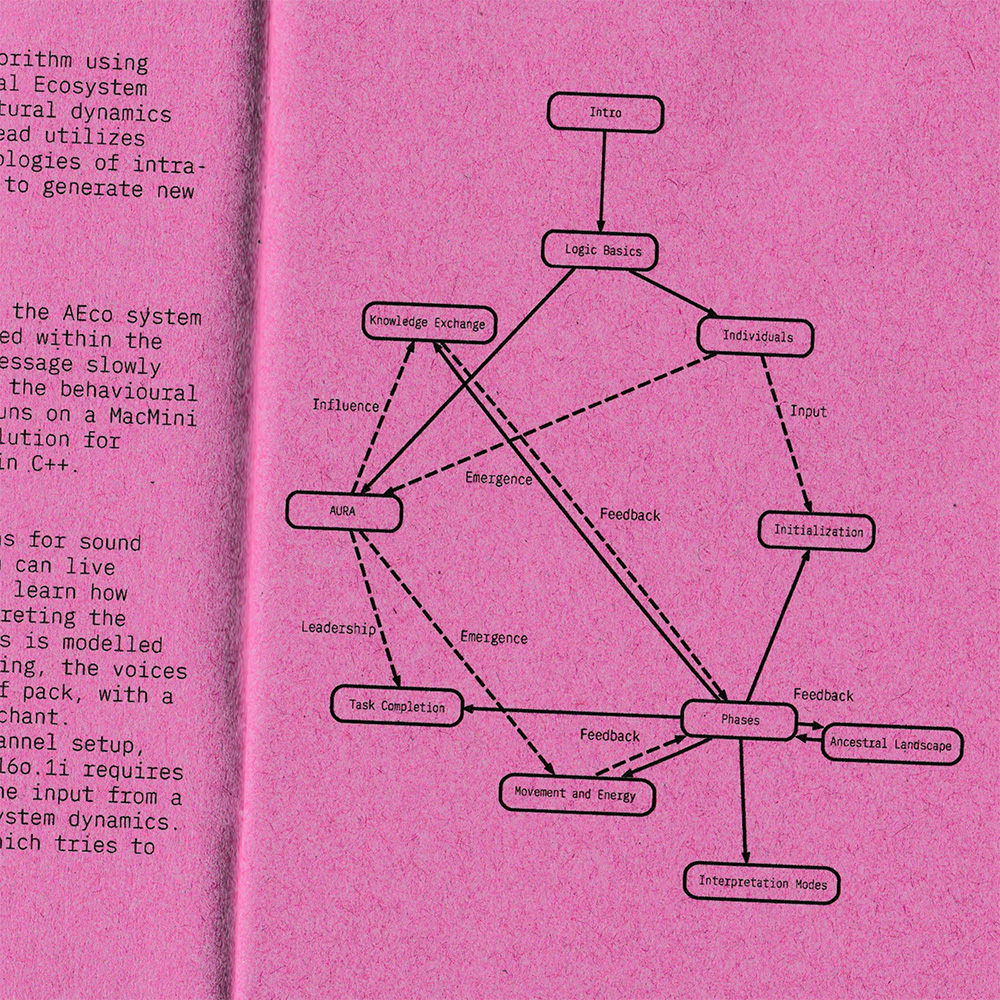 orithm using
al Ecosystem
tural dynamics
ead utilizes
ologies of intra-
to generate new
the AEco system
ed within the
essage slowly
the behavioural
uns on a MacMini
lution for
in C++.
ns for sound
can live
learn how
reting the
s is modelled
ing, the voices
f pack, with a
chant.
annel setup,
16o.1i requires
ne input from a
ystem dynamics.
hich tries to
Intro
Logic Basics
Knowledge Exchange
Individuals
Influence
Input
Emergence
Feedback
AURA
Initialization
Leadership
Emergence
Feedback
Task Completion
Phases
Feedback
Ancestral Landscape
Movement and Energy
Interpretation Modes